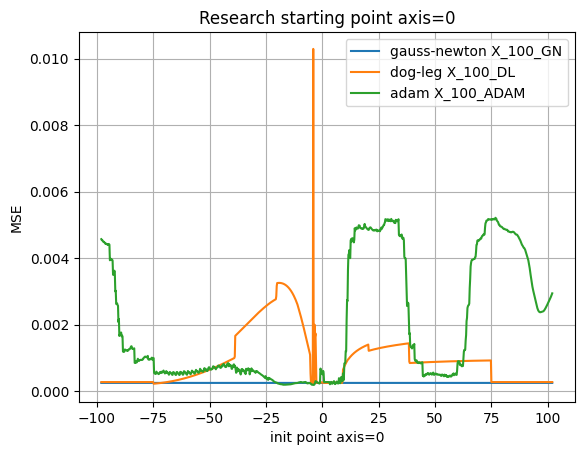 Research starting point axis=0
gauss-newton X_100_GN
dog-leg X_100_DL
adam X_100_ADAM
MSE
0.010
0.008
0.006
0.004
0.002
0.000
−100 −75 −50 −25 0 25 50 75 100
init point axis=0